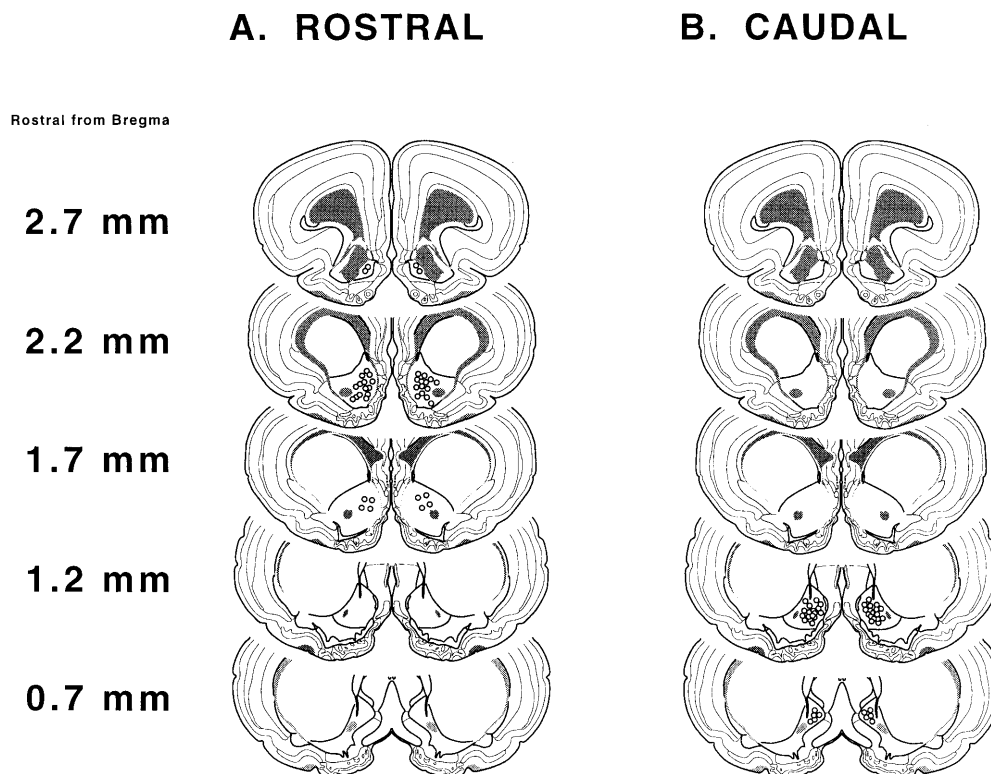 A. ROSTRAL
B. CAUDAL
Rostral from Bregma
2.7 mm
2.2 mm
1.7 mm
1.2 mm
0.7 mm